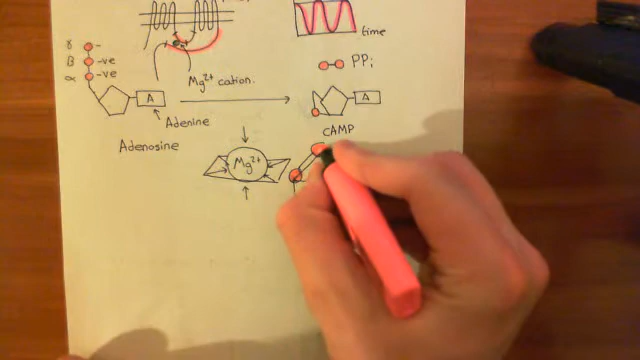 time
γ -
β -ve
α -ve
PPi
Mg2+ cation.
A
A
Adenine
cAMP
Adenosine
Mg2+